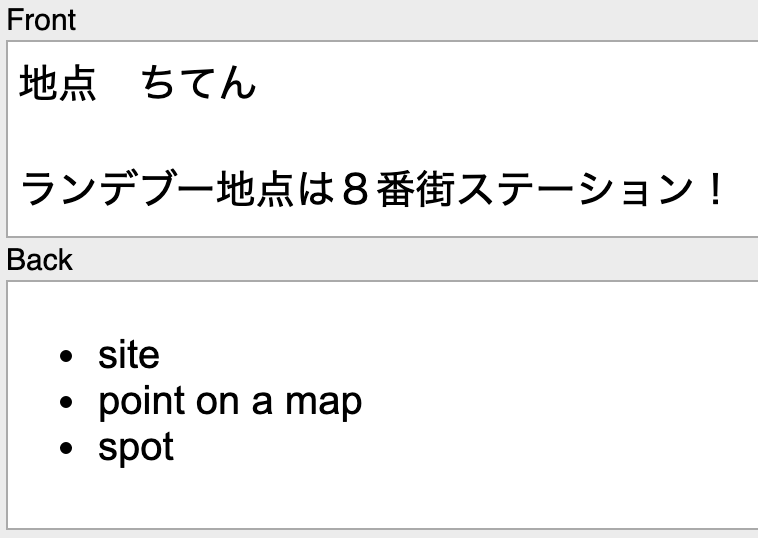 Front
地点　ちてん
ランデブー地点は８番街ステーション！
Back
• site
• point on a map
• spot